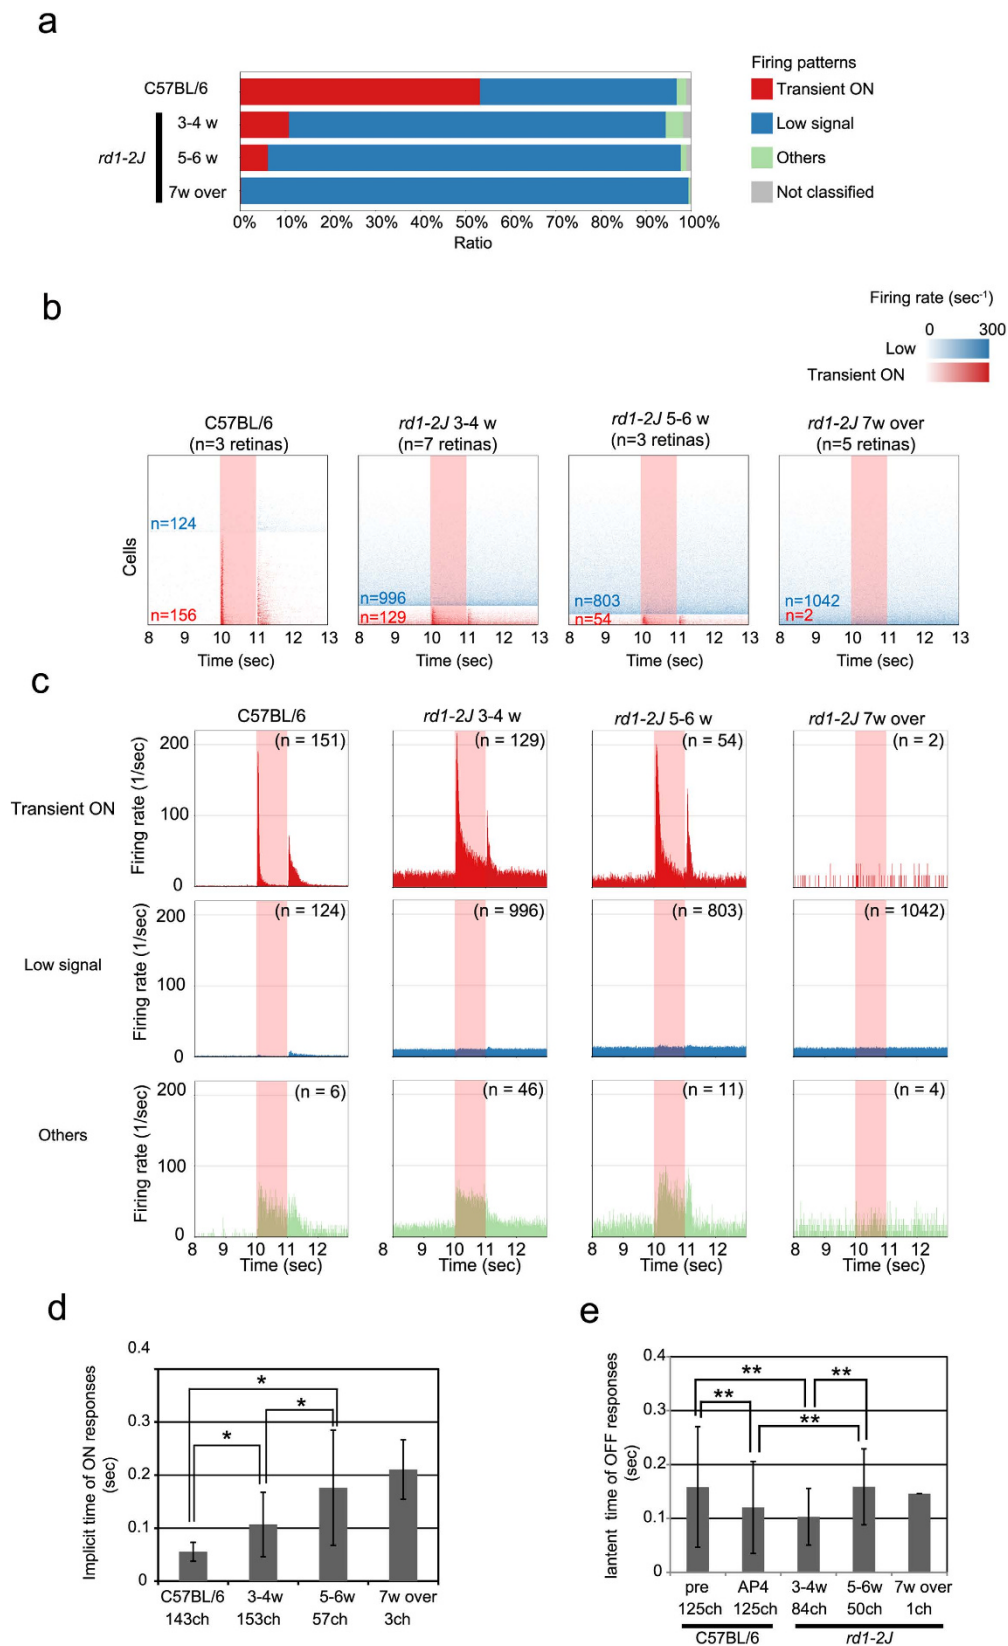 a
Firing patterns
C57BL/6
Transient ON
3-4 w
Low signal
rd1-2J
5-6 w
Others
7w over
Not classified
0% 10% 20% 30% 40% 50% 60% 70% 80% 90% 100%
Ratio
b
Firing rate (sec-1)
0 300
Low
Transient ON
C57BL/6 rd1-2J 3-4 w rd1-2J 5-6 w rd1-2J 7w over
(n=3 retinas) (n=7 retinas) (n=3 retinas) (n=5 retinas)
Cells
n=124
n=156
n=996
n=129
n=803
n=54
n=1042
n=2
8 9 10 11 12 13 8 9 10 11 12 13 8 9 10 11 12 13 8 9 10 11 12 13
Time (sec) Time (sec) Time (sec) Time (sec)
c
C57BL/6 rd1-2J 3-4 w rd1-2J 5-6 w rd1-2J 7w over
Transient ON
Firing rate (1/sec)
200
100
0
(n = 151) (n = 129) (n = 54) (n = 2)
Low signal
Firing rate (1/sec)
200
100
0
(n = 124) (n = 996) (n = 803) (n = 1042)
Others
Firing rate (1/sec)
200
100
0
(n = 6) (n = 46) (n = 11) (n = 4)
8 9 10 11 12 8 9 10 11 12 8 9 10 11 12 8 9 10 11 12
Time (sec) Time (sec) Time (sec) Time (sec)
d
Implicit time of ON responses
(sec)
0.4
0.3
0.2
0.1
0
*
*
*
C57BL/6 3-4w 5-6w 7w over
143ch 153ch 57ch 3ch
e
lantent time of OFF responses
(sec)
0.4
0.3
0.2
0.1
0
** **
**
**
pre AP4 3-4w 5-6w 7w over
125ch 125ch 84ch 50ch 1ch
C57BL/6 rd1-2J